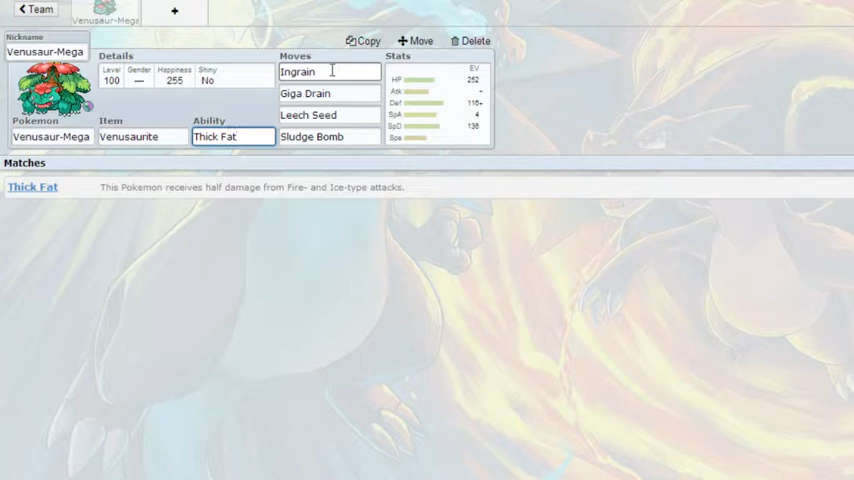 Team
Venusaur-Mega
+
Nickname
Venusaur-Mega
Copy Move Delete
Details
Level Gender Happiness Shiny
100 — 255 No
Moves
Ingrain
Giga Drain
Leech Seed
Sludge Bomb
Stats
EV
HP 252
Atk -
Def 116+
SpA 4
SpD 136
Spe
Pokemon Item Ability
Venusaur-Mega Venusaurite Thick Fat
Matches
Thick Fat This Pokemon receives half damage from Fire- and Ice-type attacks.